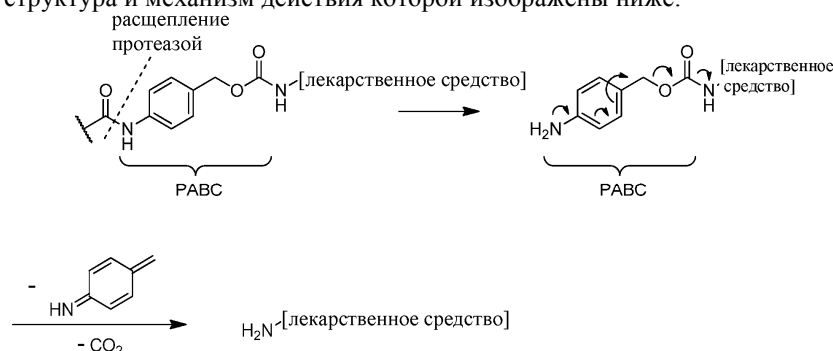 структура и механизм действия которой изображены ниже.
расщепление
протеазой
O
O
O
N
H
N
H
[лекарственное средство]
PABC
O
O
N
H
[лекарственное
средство]
H₂N
PABC
-
HN
- CO₂
H₂N
[лекарственное средство]